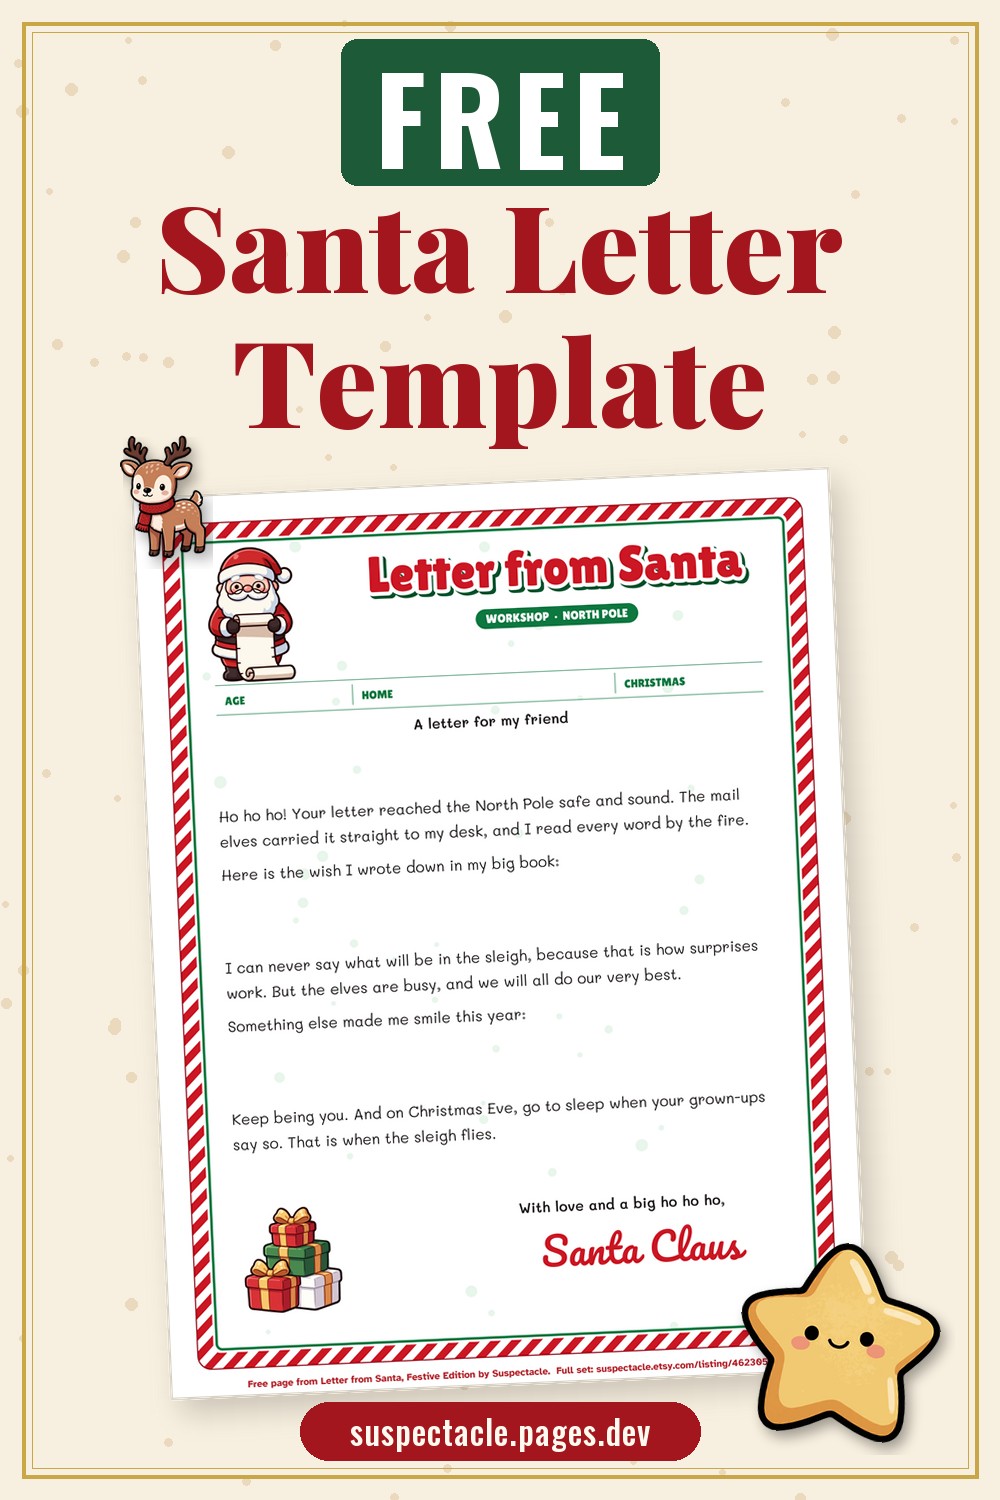 FREE
Santa Letter
Template
Letter from Santa
WORKSHOP · NORTH POLE
AGE HOME CHRISTMAS
A letter for my friend
Ho ho ho! Your letter reached the North Pole safe and sound. The mail
elves carried it straight to my desk, and I read every word by the fire.
Here is the wish I wrote down in my big book:
I can never say what will be in the sleigh, because that is how surprises
work. But the elves are busy, and we will all do our very best.
Something else made me smile this year:
Keep being you. And on Christmas Eve, go to sleep when your grown-ups
say so. That is when the sleigh flies.
With love and a big ho ho ho,
Santa Claus
Free page from Letter from Santa, Festive Edition by Suspectacle. Full set:
suspectacle.pages.dev